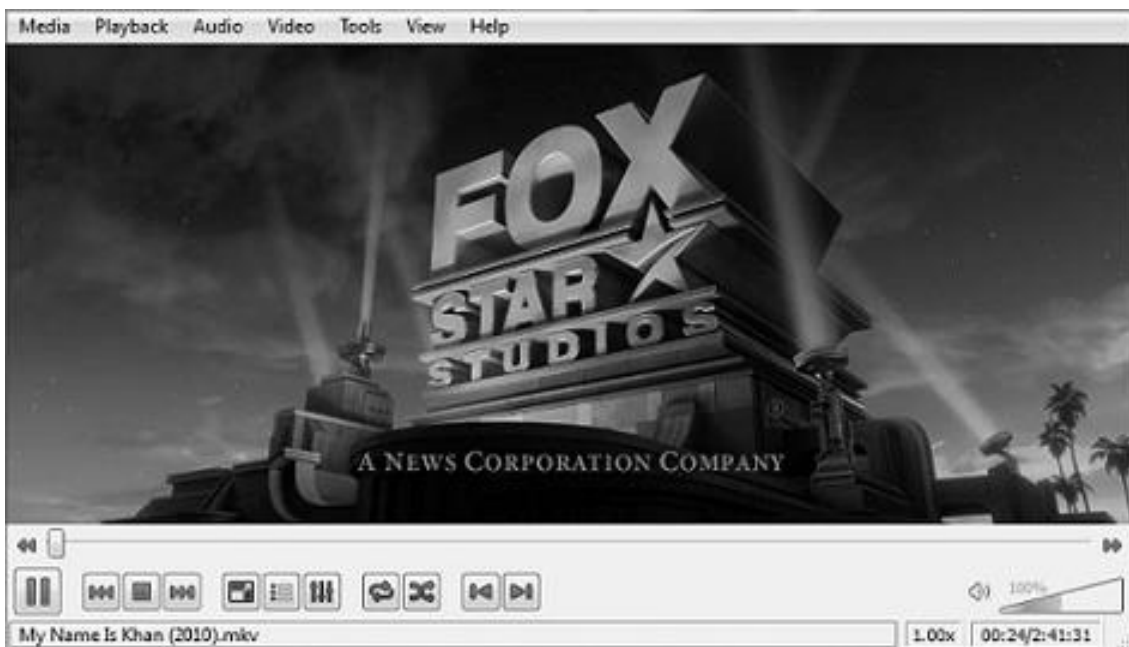 Media Playback Audio Video Tools View Help
FOX
STAR
STUDIOS
A NEWS CORPORATION COMPANY
100%
My Name Is Khan (2010).mkv 1.00x 00:24/2:41:31